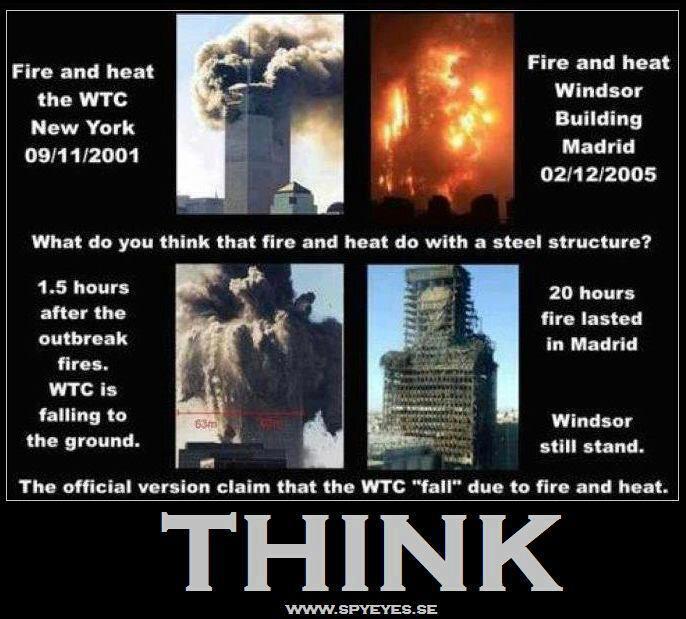 Fire and heat
the WTC
New York
09/11/2001
Fire and heat
Windsor
Building
Madrid
02/12/2005
What do you think that fire and heat do with a steel structure?
1.5 hours
after the
outbreak
fires.
WTC is
falling to
the ground.
63m
20 hours
fire lasted
in Madrid
Windsor
still stand.
The official version claim that the WTC "fall" due to fire and heat.
THINK
WWW.SPYEYES.SE